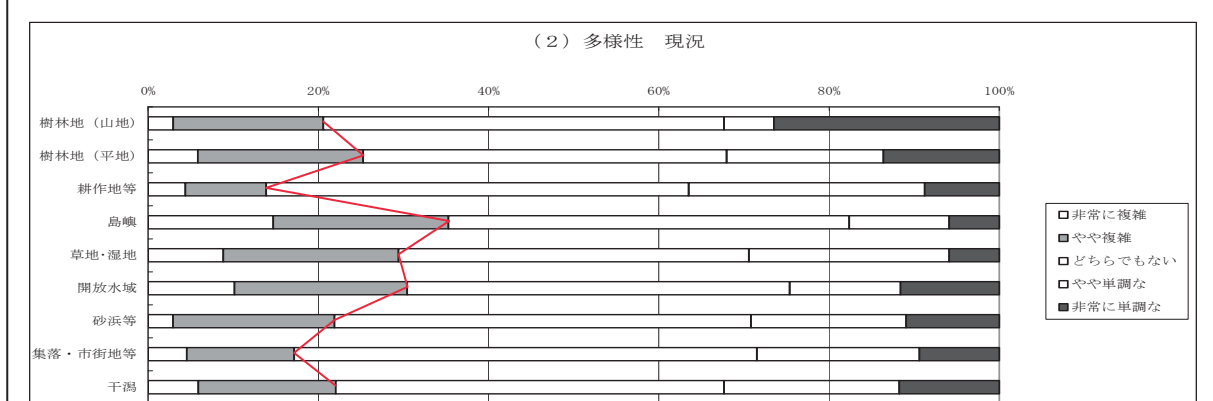 （2）多様性　現況
0%　20%　40%　60%　80%　100%
樹林地（山地）
樹林地（平地）
耕作地等
島嶼
草地・湿地
開放水域
砂浜等
集落・市街地等
干潟
非常に複雑
やや複雑
どちらでもない
やや単調な
非常に単調な